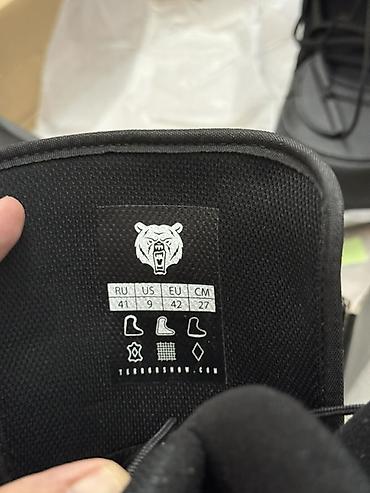 RU US EU CM
41 9 42 27
TERRORSNOW.COM